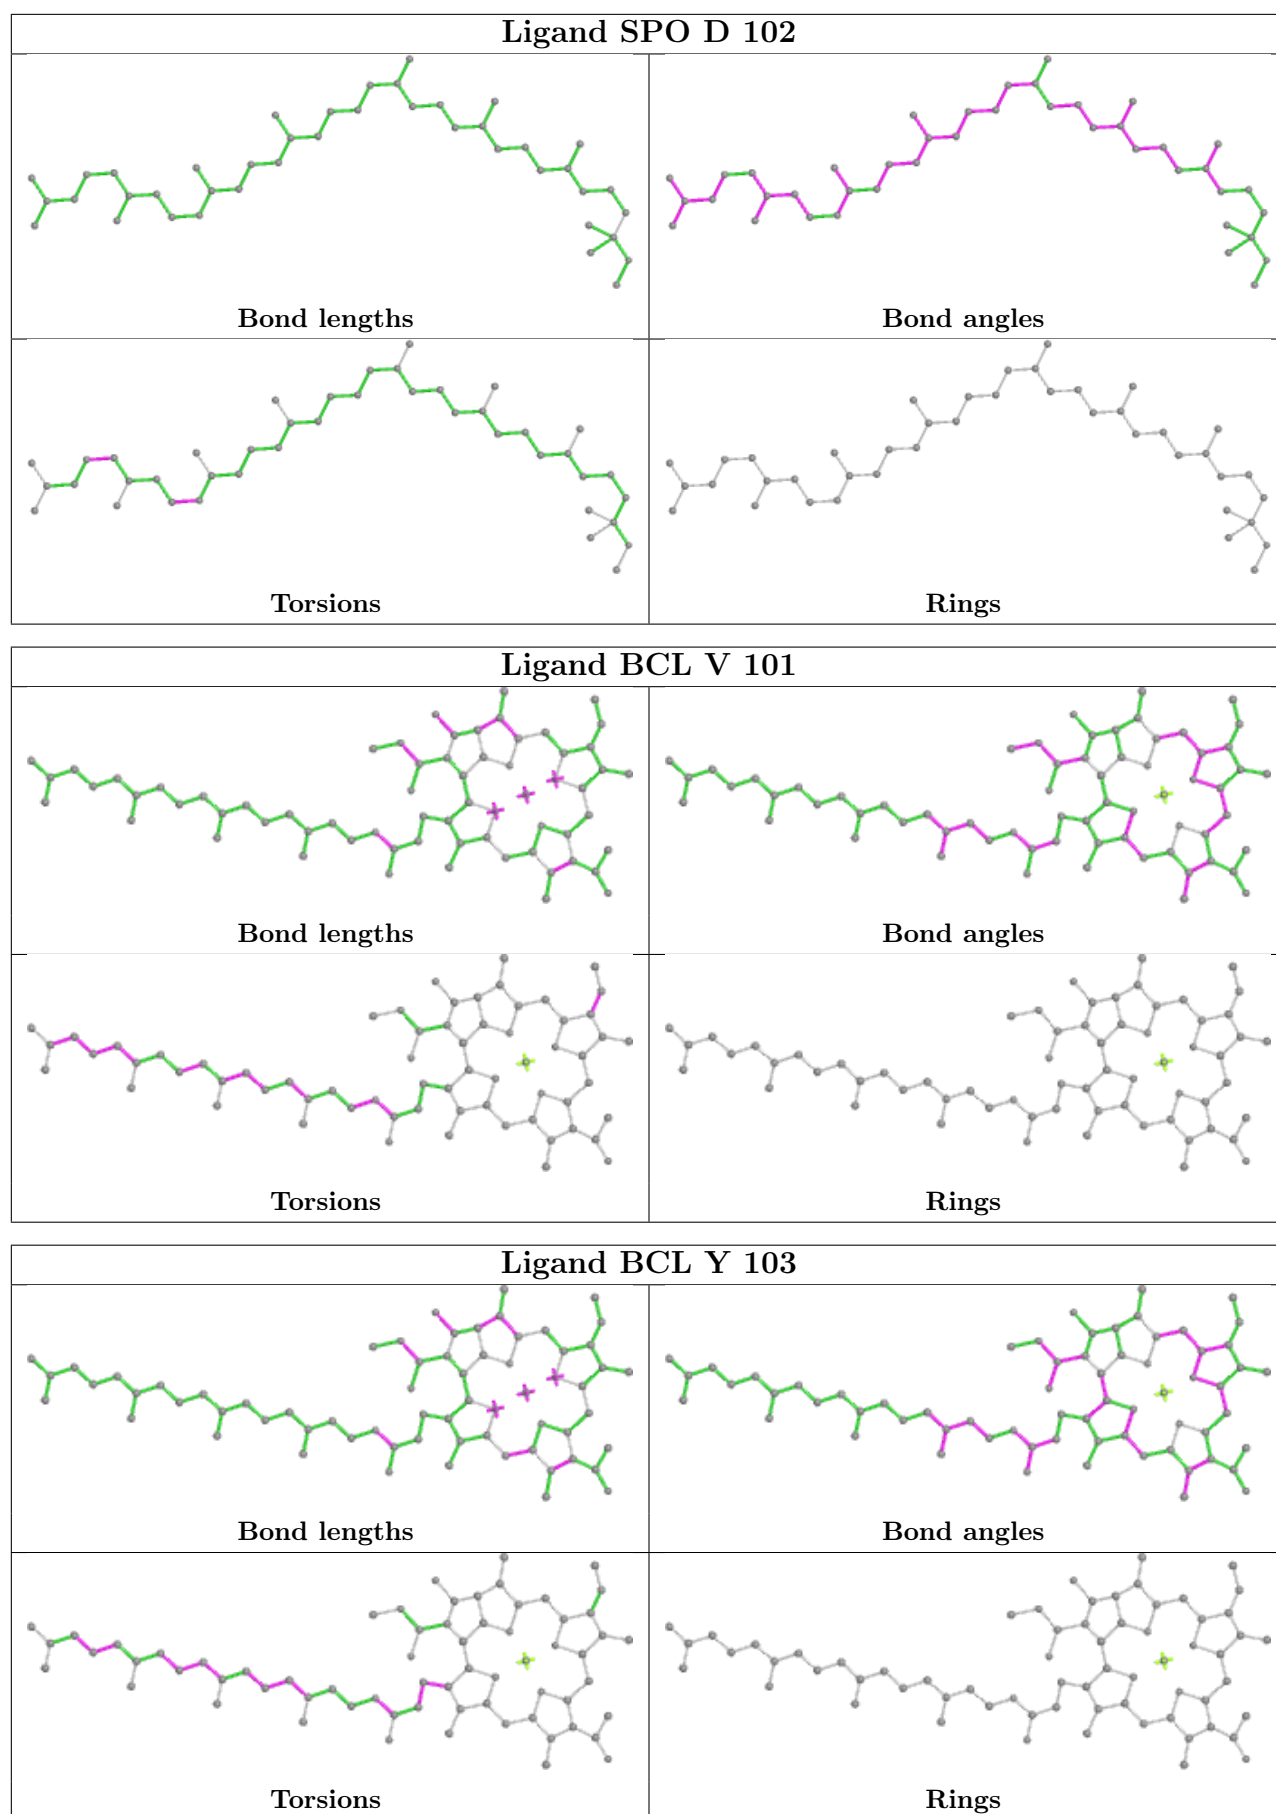 Ligand SPO D 102
Bond lengths
Bond angles
Torsions
Rings
Ligand BCL V 101
Bond lengths
Bond angles
Torsions
Rings
Ligand BCL Y 103
Bond lengths
Bond angles
Torsions
Rings